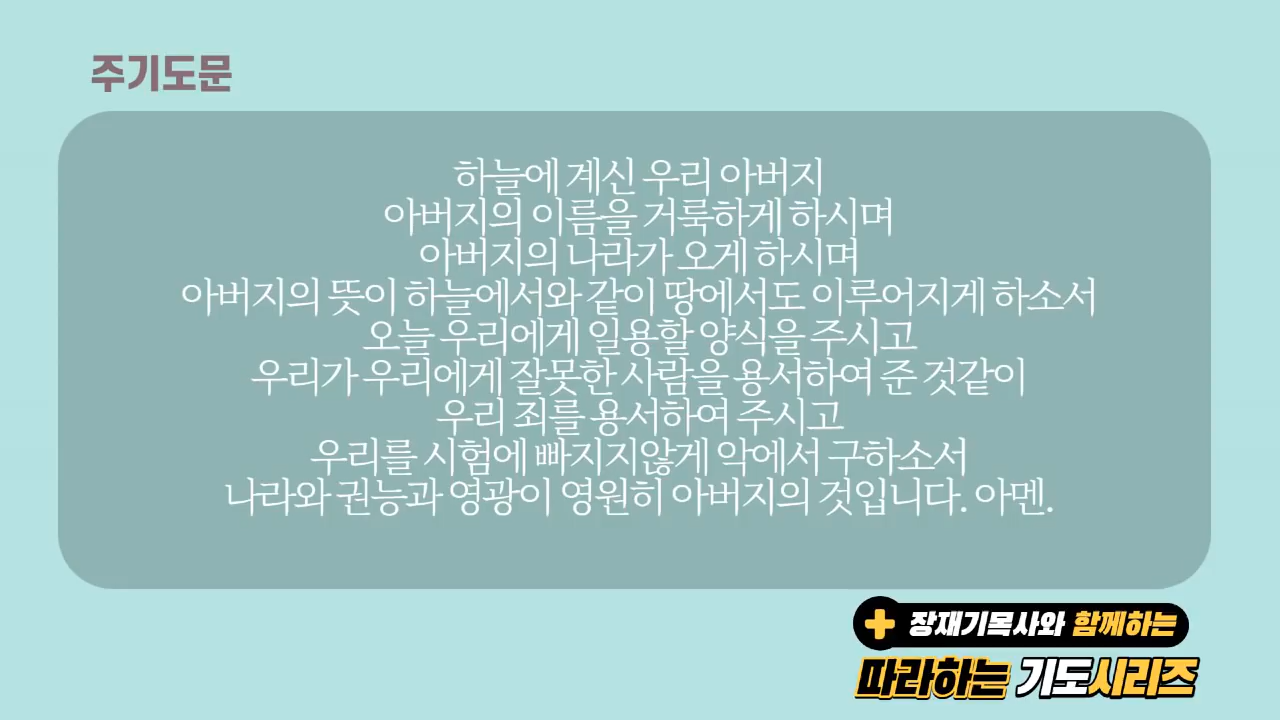 주기도문
하늘에 계신 우리 아버지
아버지의 이름을 거룩하게 하시며
아버지의 나라가 오게 하시며
아버지의 뜻이 하늘에서와 같이 땅에서도 이루어지게 하소서
오늘 우리에게 일용할 양식을 주시고
우리가 우리에게 잘못한 사람을 용서하여 준 것같이
우리 죄를 용서하여 주시고
우리를 시험에 빠지지않게 악에서 구하소서
나라와 권능과 영광이 영원히 아버지의 것입니다. 아멘.
장재기목사와 함께하는
따라하는 기도시리즈